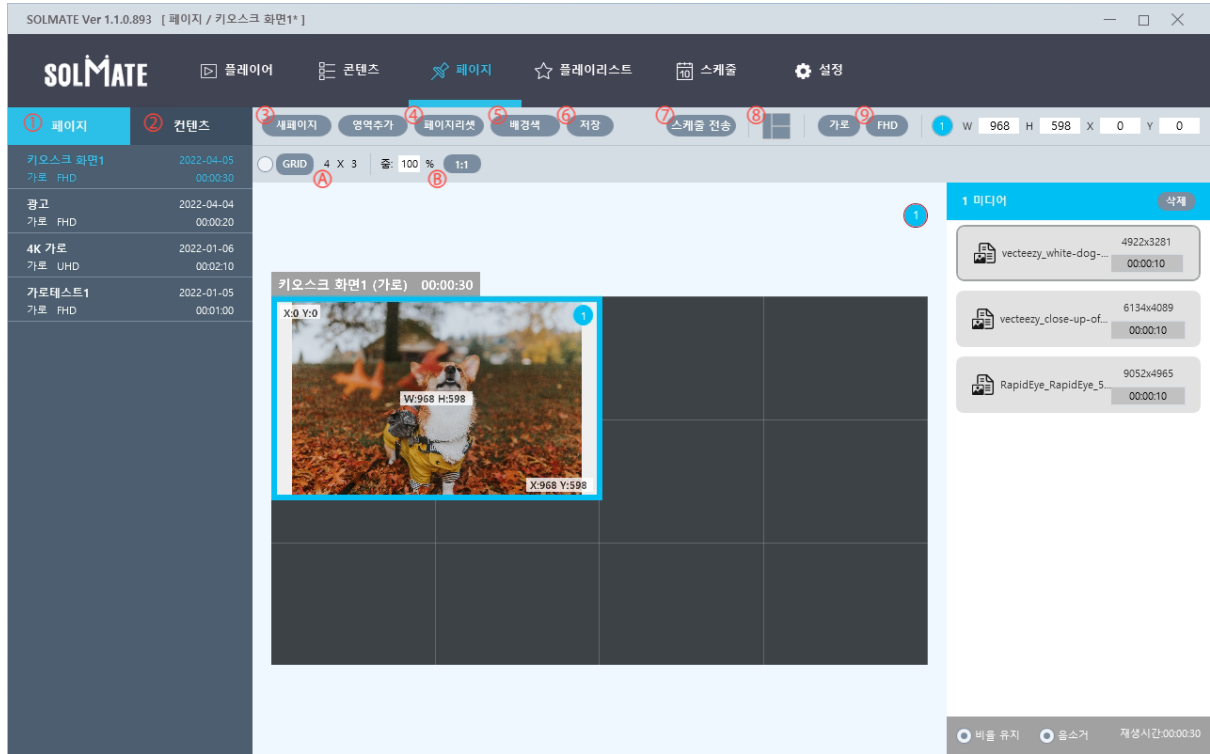 SOLMATE Ver 1.1.0.893 [ 페이지 / 키오스크 화면1* ]
SOLMATE 플레이어 콘텐츠 페이지 플레이리스트 10 스케줄 설정
① 페이지 ② 컨텐츠 ③ 새페이지 영역추가 ④ 페이지리셋 ⑤ 배경색 ⑥ 저장 ⑦ 스케줄 전송 ⑧ 가로 ⑨ FHD 1 W 968 H 598 X 0 Y 0
GRID 4 X 3 Ⓐ 줄: 100 % Ⓑ 1:1
키오스크 화면1 2022-04-05
가로 FHD 00:00:30
광고 2022-04-04
가로 FHD 00:00:20
4K 가로 2022-01-06
가로 UHD 00:02:10
가로테스트1 2022-01-05
가로 FHD 00:01:00
1
키오스크 화면1 (가로) 00:00:30
X:0 Y:0 1
W:968 H:598
X:968 Y:598
1 미디어 삭제
vecteezy_white-dog-... 4922x3281
00:00:10
vecteezy_close-up-of... 6134x4089
00:00:10
RapidEye_RapidEye_5... 9052x4965
00:00:10
비율 유지 음소거 재생시간:00:00:30